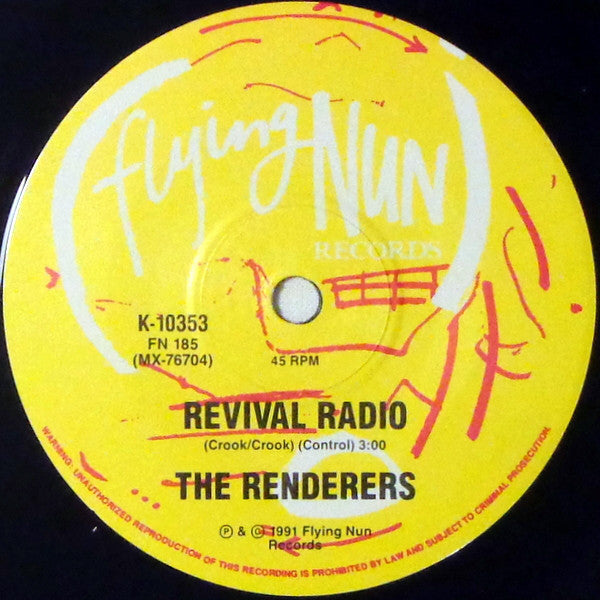 flying NUN
RECORDS
K-10353
FN 185
(MX-76704)
45 RPM
REVIVAL RADIO
(Crook/Crook) (Control) 3:00
THE RENDERERS
℗ & © 1991 Flying Nun
Records
WARNING: UNAUTHORIZED REPRODUCTION OF THIS RECORDING IS PROHIBITED BY LAW AND SUBJECT TO CRIMINAL PROSECUTION.